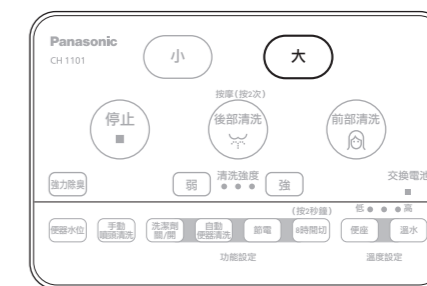 Panasonic
CH 1101
小
大
按摩(按2次)
停止
後部清洗
前部清洗
強力除臭
弱
清洗強度
強
交換電池
(按2秒鐘)
低 高
便器水位
手動
噴頭清洗
洗潔劑
關/開
自動
便器清洗
節電
8時間切
便座
溫水
功能設定
溫度設定